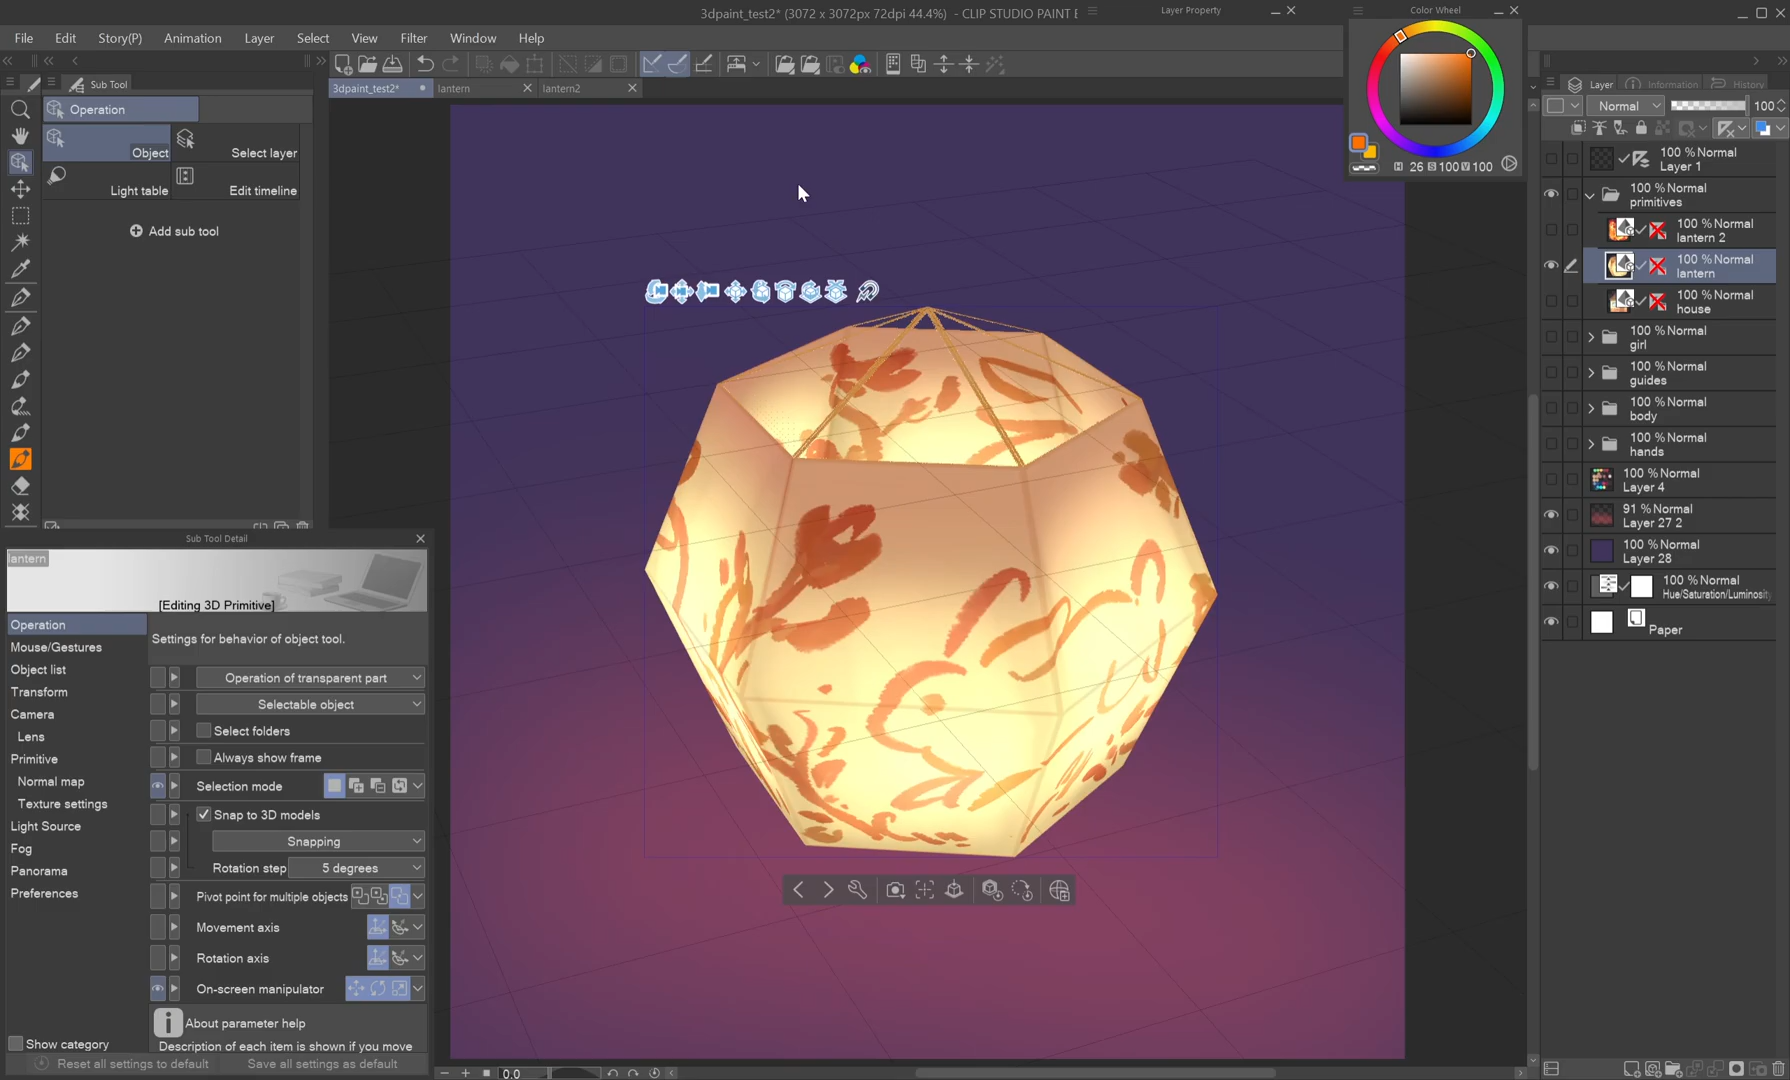 3dpaint_test2* (3072 x 3072px 72dpi 44.4%) - CLIP STUDIO PAINT E
Layer Property
Color Wheel
File Edit Story(P) Animation Layer Select View Filter Window Help
Sub Tool
3dpaint_test2*
lantern
lantern2
Operation
Object
Select layer
Light table
Edit timeline
Add sub tool
H 26 S 100 V 100
Layer
Information
History
Normal
100
100 %Normal
Layer 1
100 %Normal
primitives
100 %Normal
lantern 2
100 %Normal
lantern
100 %Normal
house
100 %Normal
girl
100 %Normal
guides
100 %Normal
body
100 %Normal
hands
100 %Normal
Layer 4
91 %Normal
Layer 27 2
100 %Normal
Layer 28
100 %Normal
Hue/Saturation/Luminosity
Paper
Sub Tool Detail
lantern
[Editing 3D Primitive]
Operation
Mouse/Gestures
Object list
Transform
Camera
Lens
Primitive
Normal map
Texture settings
Light Source
Fog
Panorama
Preferences
Show category
Settings for behavior of object tool.
Operation of transparent part
Selectable object
Select folders
Always show frame
Selection mode
Snap to 3D models
Snapping
Rotation step 5 degrees
Pivot point for multiple objects
Movement axis
Rotation axis
On-screen manipulator
About parameter help
Description of each item is shown if you move
Reset all settings to default
Save all settings as default
0.0